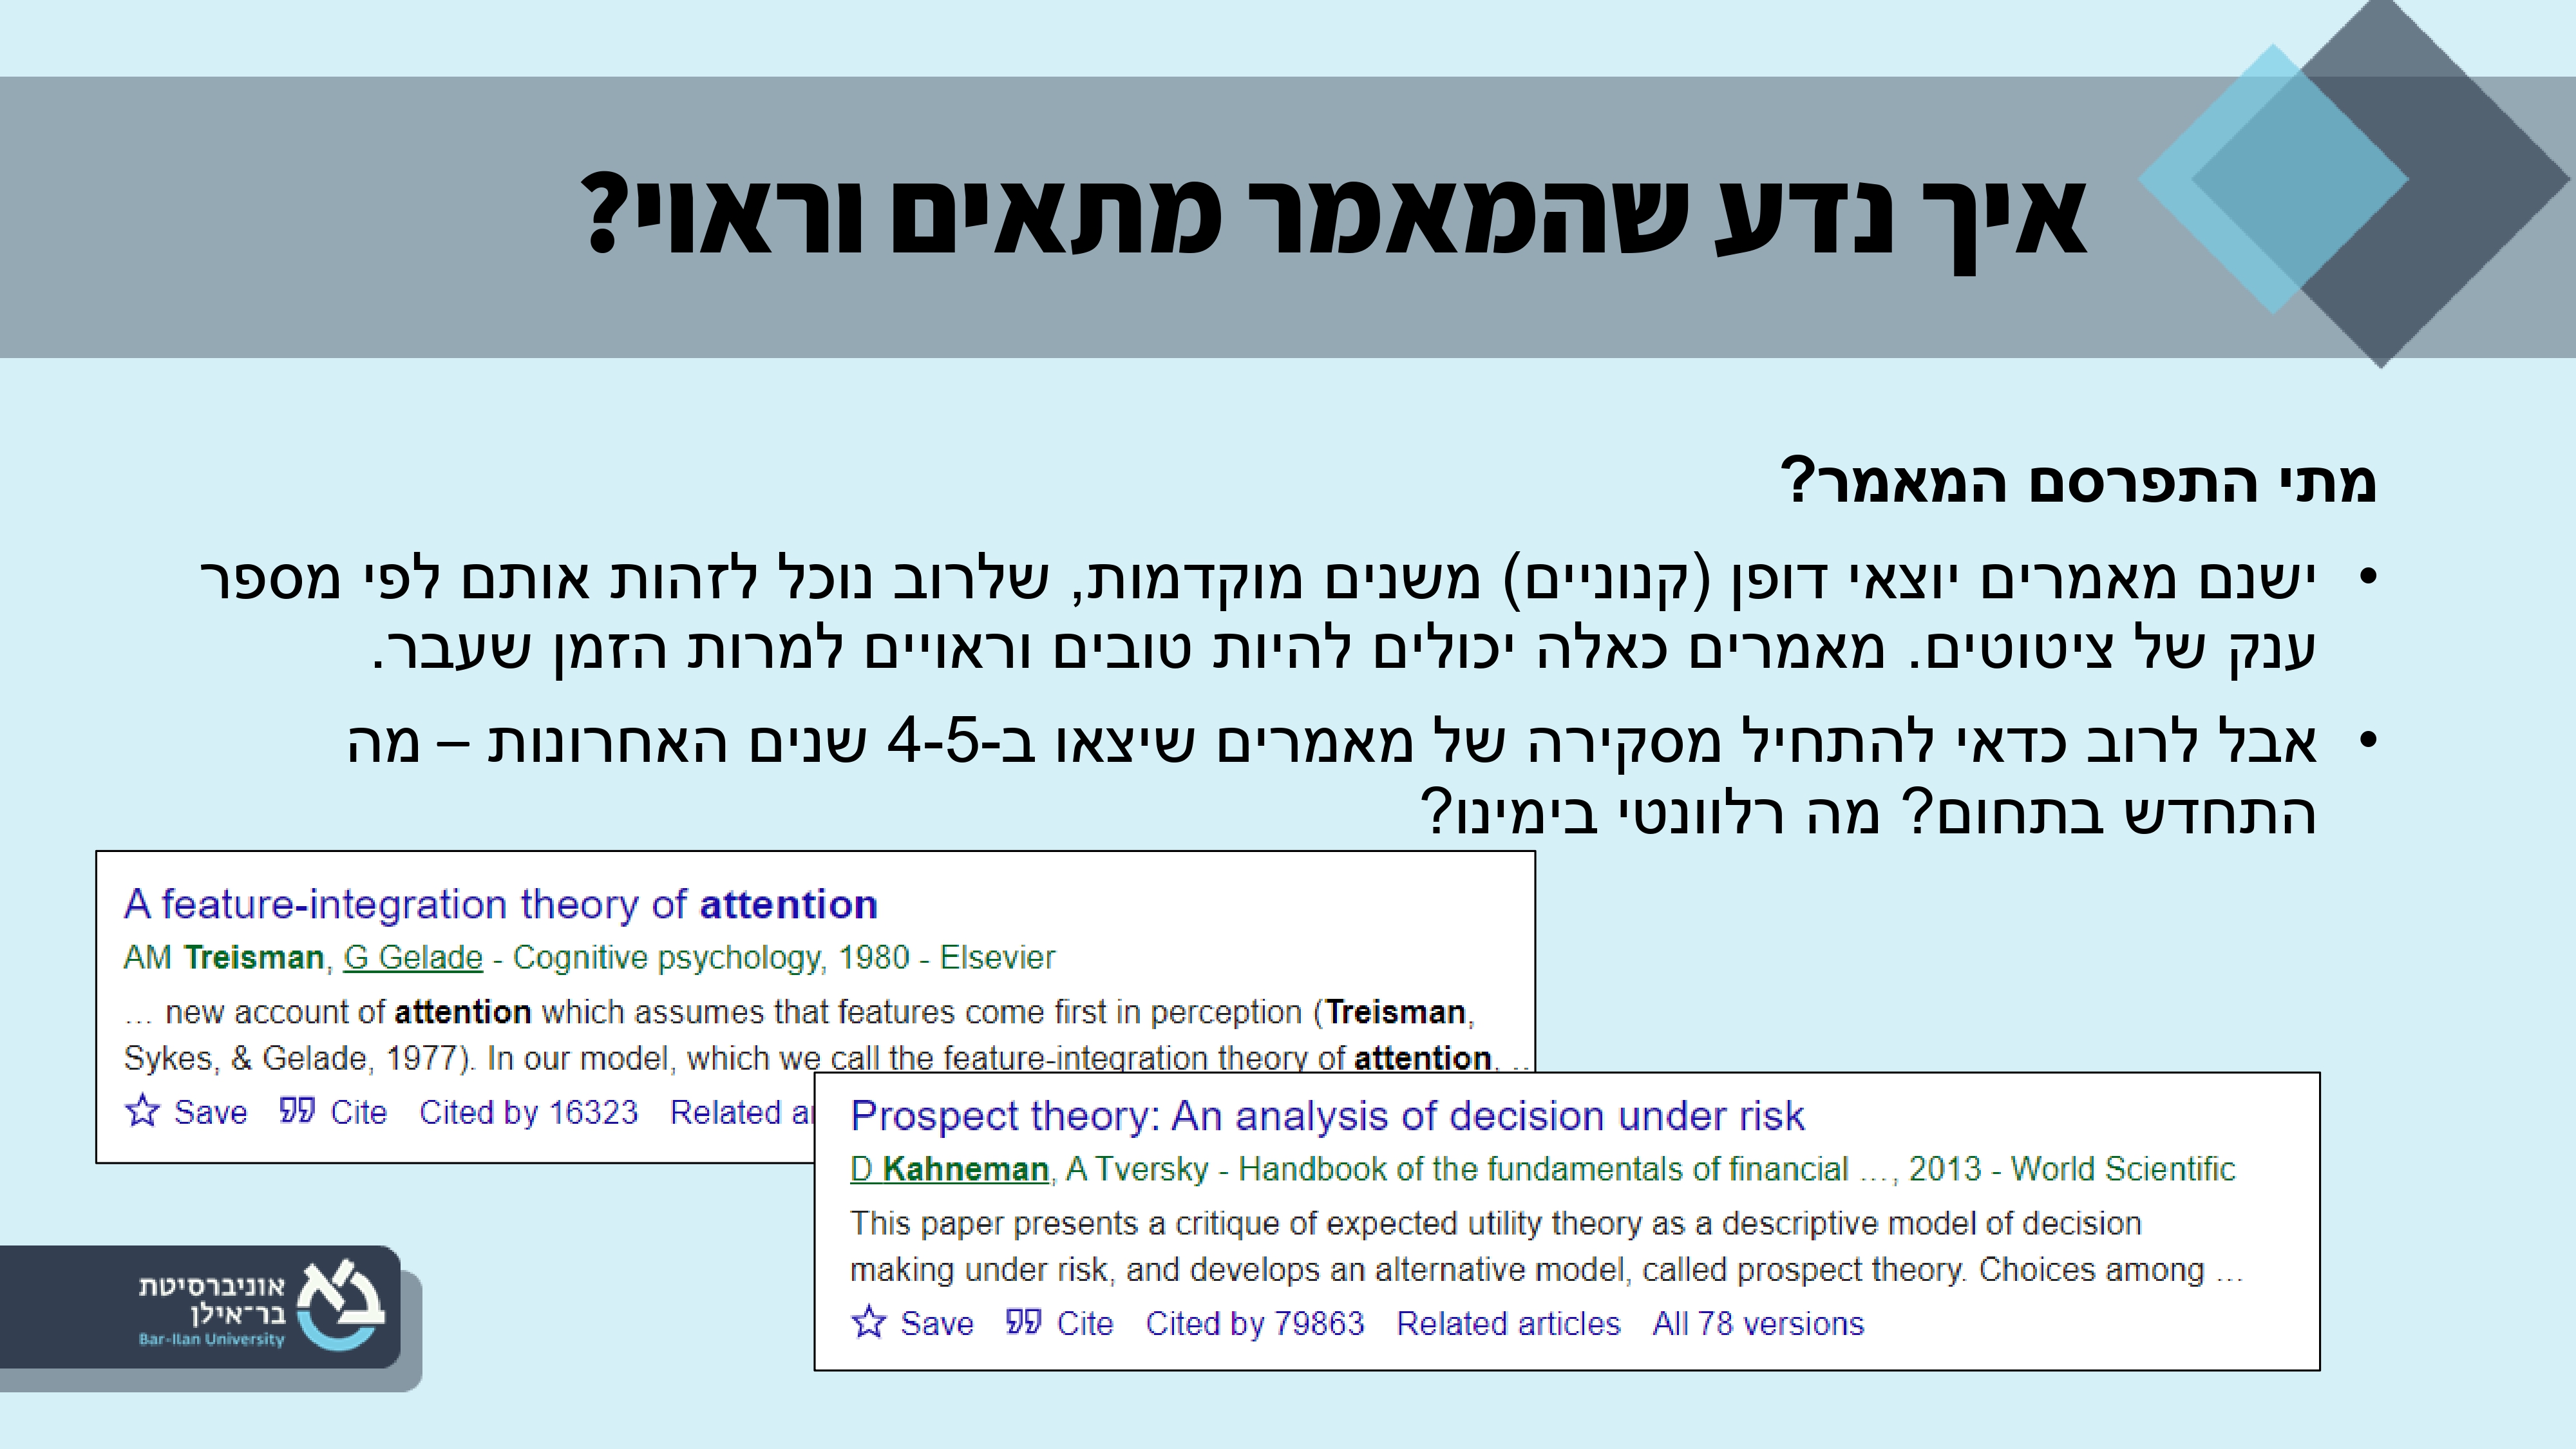 איך נדע שהמאמר מתאים וראוי?
מתי התפרסם המאמר?
• ישנם מאמרים יוצאי דופן (קנוניים) משנים מוקדמות, שלרוב נוכל לזהות אותם לפי מספר
ענק של ציטוטים. מאמרים כאלה יכולים להיות טובים וראויים למרות הזמן שעבר.
• אבל לרוב כדאי להתחיל מסקירה של מאמרים שיצאו ב-4-5 שנים האחרונות – מה
התחדש בתחום? מה רלוונטי בימינו?
A feature-integration theory of attention
AM Treisman, G Gelade - Cognitive psychology, 1980 - Elsevier
... new account of attention which assumes that features come first in perception (Treisman,
Sykes, & Gelade, 1977). In our model, which we call the feature-integration theory of attention, ...
Save Cite Cited by 16323 Related
Prospect theory: An analysis of decision under risk
D Kahneman, A Tversky - Handbook of the fundamentals of financial ..., 2013 - World Scientific
This paper presents a critique of expected utility theory as a descriptive model of decision
making under risk, and develops an alternative model, called prospect theory. Choices among ...
Save Cite Cited by 79863 Related articles All 78 versions
אוניברסיטת
בר־אילן
Bar-Ilan University